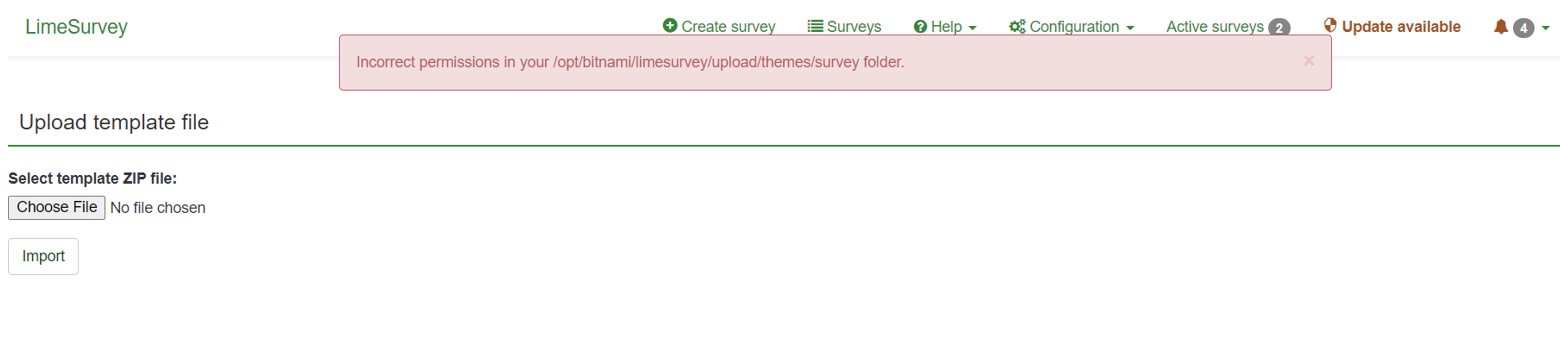 LimeSurvey Create survey Surveys Help Configuration Active surveys 2 Update available 4
Incorrect permissions in your /opt/bitnami/limesurvey/upload/themes/survey folder. ×
Upload template file
Select template ZIP file:
Choose File No file chosen
Import